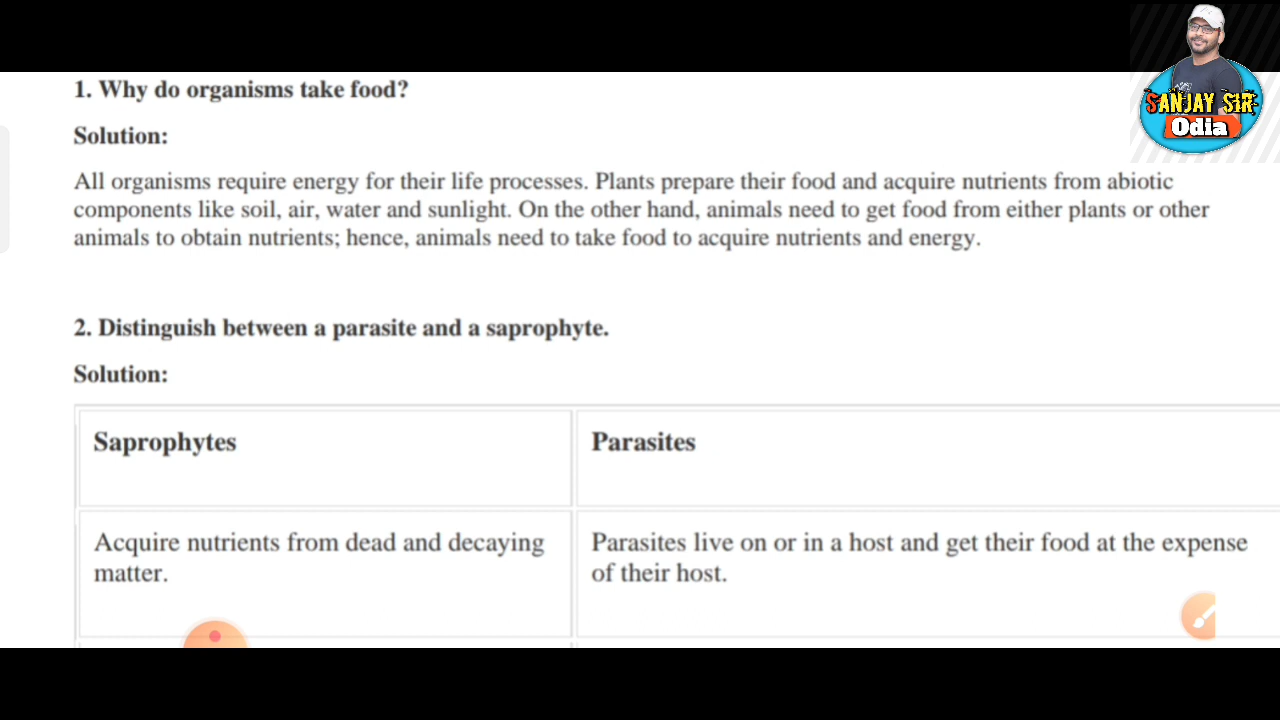 SANJAY SIR
Odia
1. Why do organisms take food?
Solution:
All organisms require energy for their life processes. Plants prepare their food and acquire nutrients from abiotic
components like soil, air, water and sunlight. On the other hand, animals need to get food from either plants or other
animals to obtain nutrients; hence, animals need to take food to acquire nutrients and energy.
2. Distinguish between a parasite and a saprophyte.
Solution:
Saprophytes
Parasites
Acquire nutrients from dead and decaying
matter.
Parasites live on or in a host and get their food at the expense
of their host.